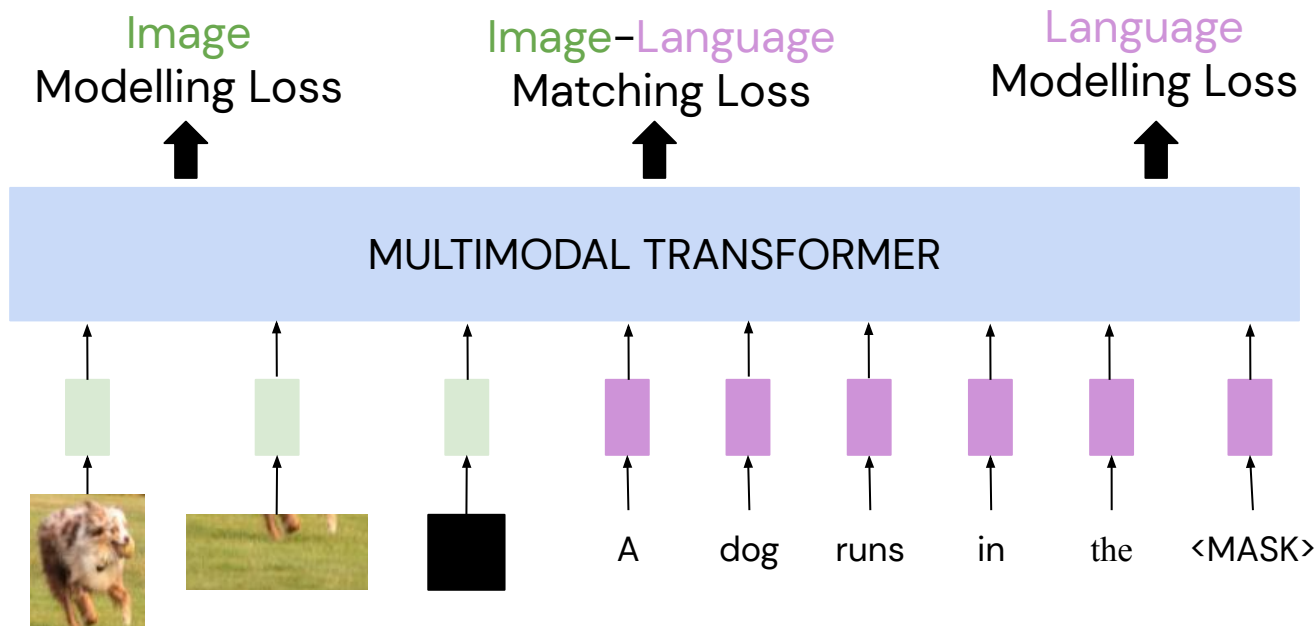 Image
Modelling Loss
Image-Language
Matching Loss
Language
Modelling Loss
MULTIMODAL TRANSFORMER
A dog runs in the <MASK>